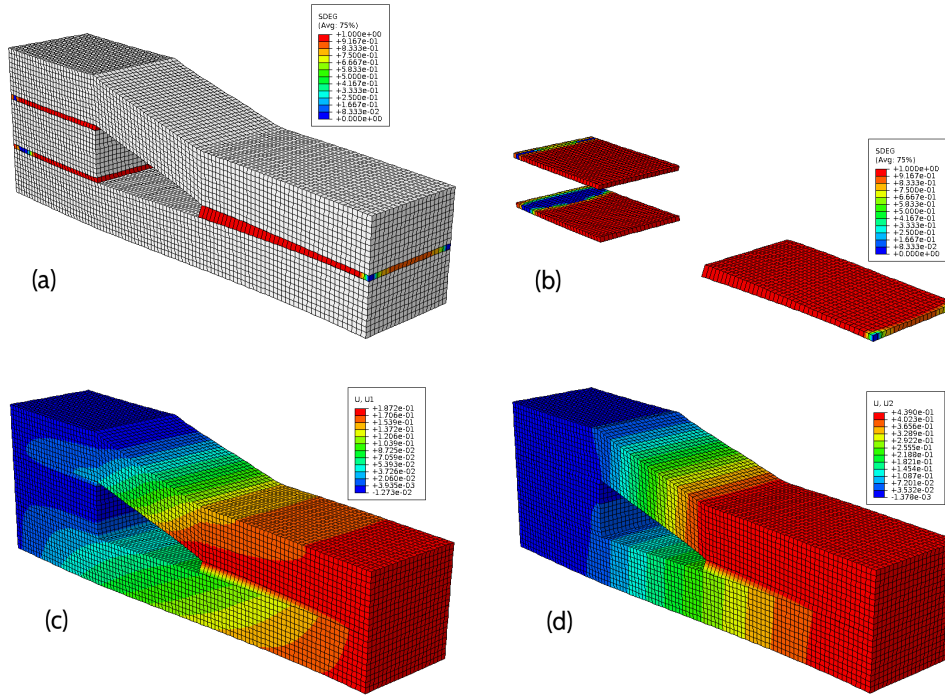 SDEG
(Avg: 75%)
+1.000e+00
+9.167e-01
+8.333e-01
+7.500e-01
+6.667e-01
+5.833e-01
+5.000e-01
+4.167e-01
+3.333e-01
+2.500e-01
+1.667e-01
+8.333e-02
+0.000e+00
(a)
SDEG
(Avg: 75%)
+1.000e+00
+9.167e-01
+8.333e-01
+7.500e-01
+6.667e-01
+5.833e-01
+5.000e-01
+4.167e-01
+3.333e-01
+2.500e-01
+1.667e-01
+8.333e-02
+0.000e+00
(b)
U, U1
+1.872e-01
+1.706e-01
+1.539e-01
+1.372e-01
+1.206e-01
+1.039e-01
+8.725e-02
+7.059e-02
+5.393e-02
+3.726e-02
+2.060e-02
+3.935e-03
-1.273e-02
(c)
U, U2
+4.390e-01
+4.023e-01
+3.656e-01
+3.289e-01
+2.922e-01
+2.555e-01
+2.188e-01
+1.821e-01
+1.454e-01
+1.087e-01
+7.201e-02
+3.532e-02
-1.378e-03
(d)